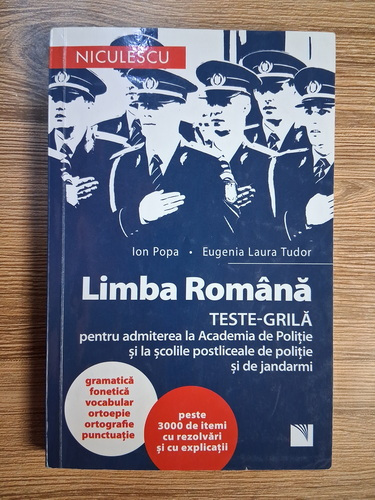 NICULESCU
Ion Popa • Eugenia Laura Tudor
Limba Română
TESTE-GRILĂ
pentru admiterea la Academia de Poliție
și la școlile postliceale de poliție
și de jandarmi
gramatică
fonetică
vocabular
ortoepie
ortografie
punctuație
peste
3000 de itemi
cu rezolvări
și cu explicații